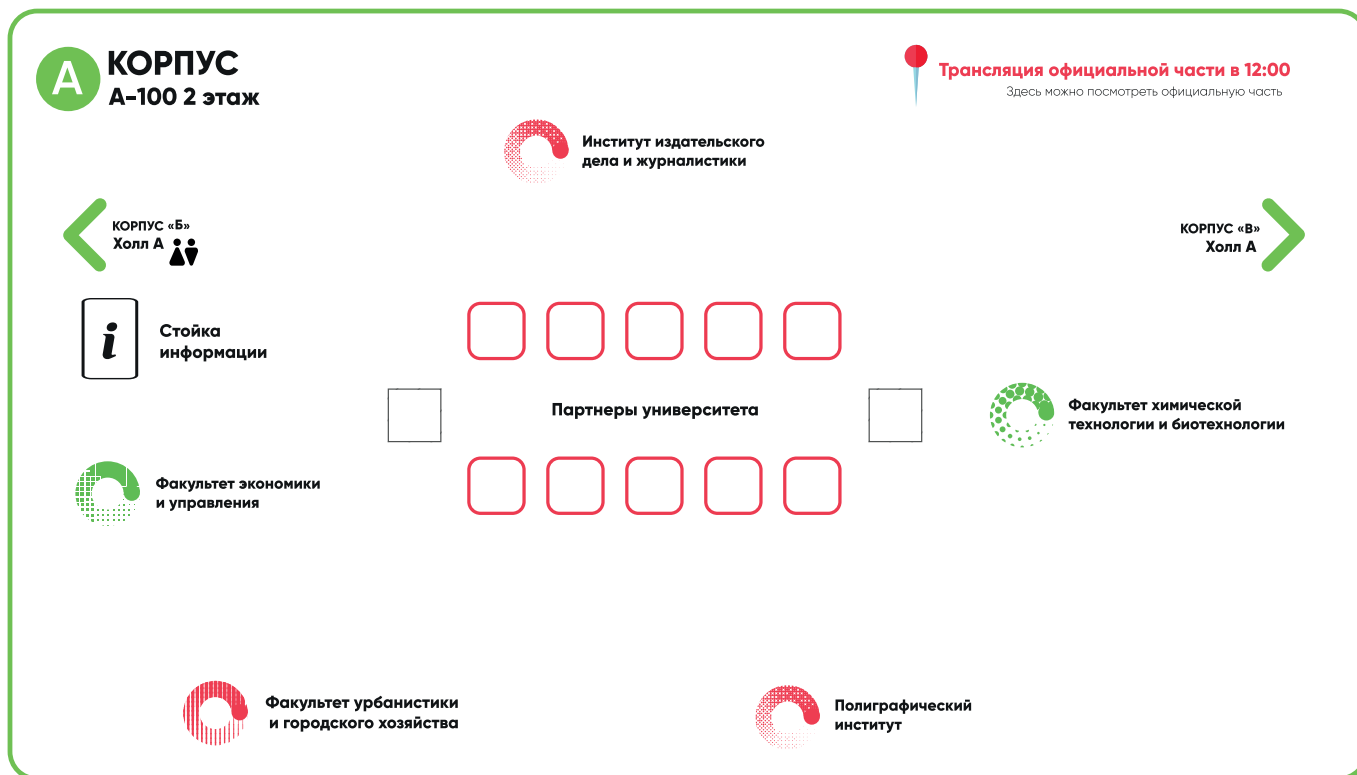 А
КОРПУС
А-100 2 этаж
Трансляция официальной части в 12:00
Здесь можно посмотреть официальную часть
Институт издательского
дела и журналистики
КОРПУС «Б»
Холл А
КОРПУС «В»
Холл А
i
Стойка
информации
Партнеры университета
Факультет химической
технологии и биотехнологии
Факультет экономики
и управления
Факультет урбанистики
и городского хозяйства
Полиграфический
институт